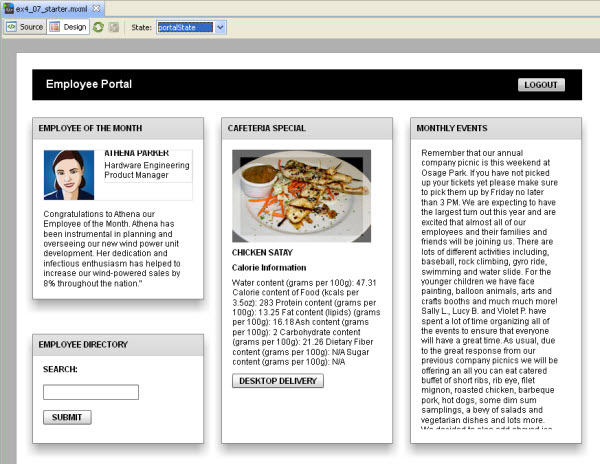 ex4_07_starter.mxml
Source
Design
State:
portalState
Employee Portal
LOGOUT
EMPLOYEE OF THE MONTH
ATHENA PARKER
Hardware Engineering
Product Manager
Congratulations to Athena our
Employee of the Month. Athena has
been instrumental in planning and
overseeing our new wind power unit
development. Her dedication and
infectious enthusiasm has helped to
increase our wind-powered sales by
8% throughout the nation."
EMPLOYEE DIRECTORY
SEARCH:
SUBMIT
CAFETERIA SPECIAL
CHICKEN SATAY
Calorie Information
Water content (grams per 100g): 47.31
Calorie content of Food (kcals per
3.5oz): 283 Protein content (grams per
100g): 13.25 Fat content (lipids) (grams
per 100g): 16.18 Ash content (grams
per 100g): 2 Carbohydrate content
(grams per 100g): 21.26 Dietary Fiber
content (grams per 100g): N/A Sugar
content (grams per 100g): N/A
DESKTOP DELIVERY
MONTHLY EVENTS
Remember that our annual
company picnic is this weekend at
Osage Park. If you have not picked
up your tickets yet please make sure
to pick them up by Friday no later
than 3 PM. We are expecting to have
the largest turn out this year and are
excited that almost all of our
employees and their families and
friends will be joining us. There are
lots of different activities including,
baseball, rock climbing, gyro ride,
swimming and water slide. For the
younger children we have face
painting, balloon animals, arts and
crafts booths and much much more!
Sally L., Lucy B. and Violet P. have
spent a lot of time organizing all of
the events to ensure that everyone
will have a great time. As usual, due
to the great response from our
previous company picnics we will be
offering an all you can eat catered
buffet of short ribs, rib eye, filet
mignon, roasted chicken, barbeque
pork, hot dogs, some dim sum
samplings, a bevy of salads and
vegetarian dishes and lots more.
We decided to also add shaved ice